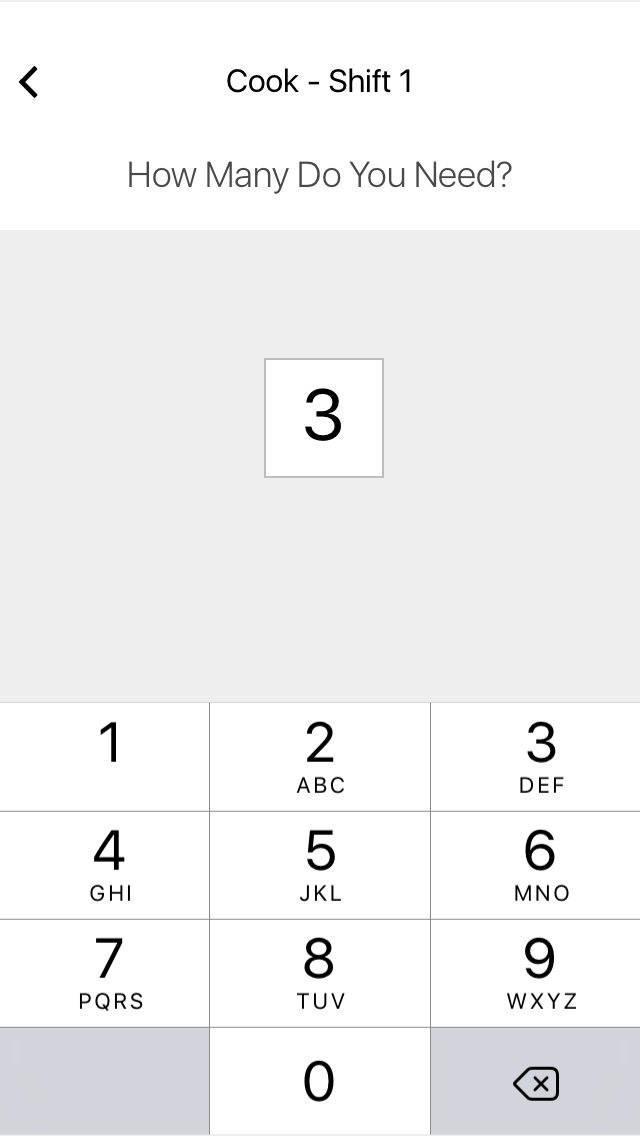 Cook - Shift 1
How Many Do You Need?
3
1 2 3
ABC DEF
4 5 6
GHI JKL MNO
7 8 9
PQRS TUV WXYZ
0